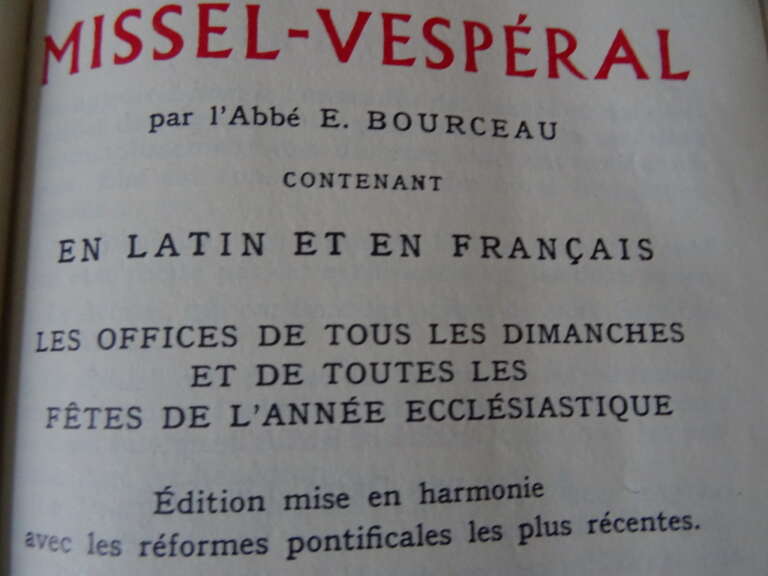 MISSEL-VESPÉRAL
par l'Abbé E. BOURCEAU
CONTENANT
EN LATIN ET EN FRANÇAIS
LES OFFICES DE TOUS LES DIMANCHES
ET DE TOUTES LES
FÊTES DE L'ANNÉE ECCLÉSIASTIQUE
Édition mise en harmonie
avec les réformes pontificales les plus récentes.